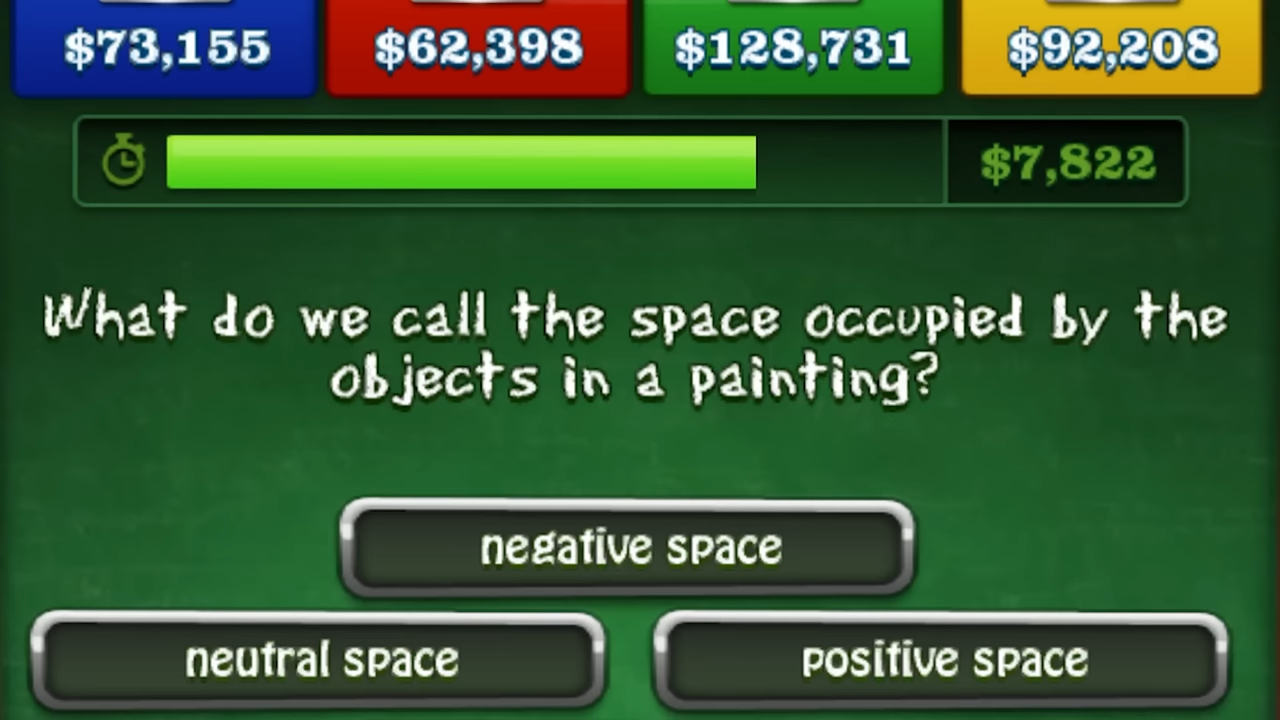 $73,155 $62,398 $128,731 $92,208
$7,822
What do we call the space occupied by the
objects in a painting?
negative space
neutral space positive space